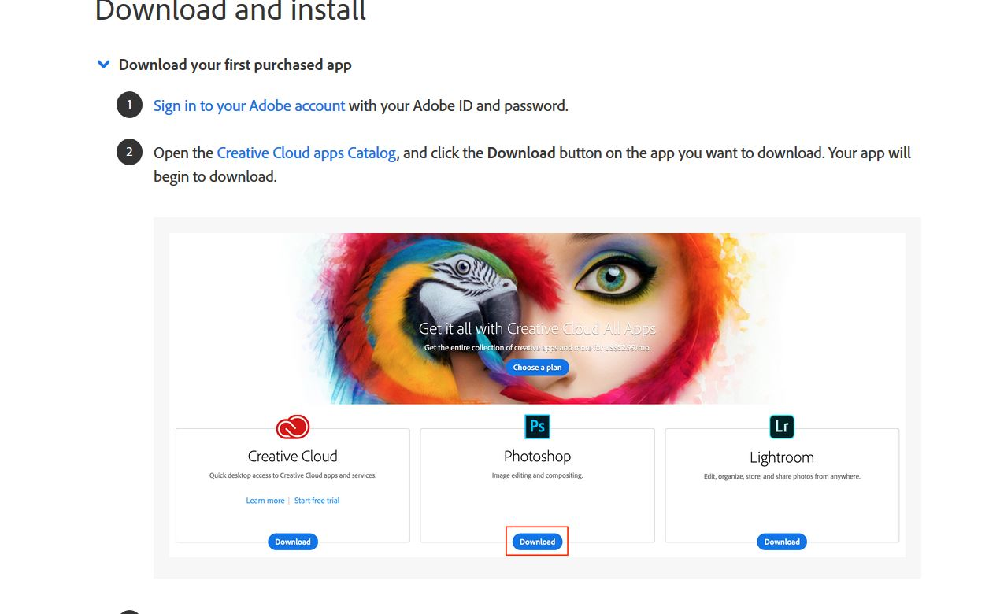 Download and install
Download your first purchased app
1
Sign in to your Adobe account with your Adobe ID and password.
2
Open the Creative Cloud apps Catalog, and click the Download button on the app you want to download. Your app will
begin to download.
Get it all with Creative Cloud All Apps
Get the entire collection of creative apps and more for US$52.99/mo.
Choose a plan
Ps
Lr
Creative Cloud
Quick desktop access to Creative Cloud apps and services.
Learn more | Start free trial
Download
Photoshop
Image editing and compositing.
Download
Lightroom
Edit, organize, store, and share photos from anywhere.
Download